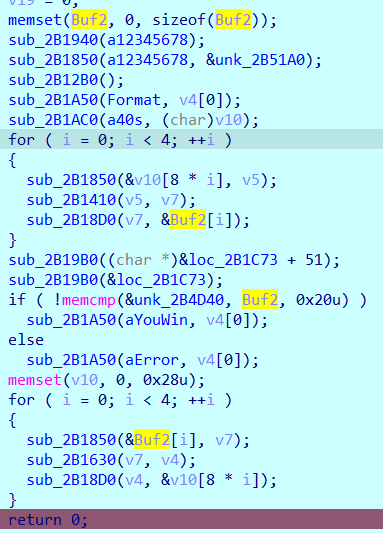 memset(Buf2, 0, sizeof(Buf2));
sub_2B1940(a12345678);
sub_2B1850(a12345678, &unk_2B51A0);
sub_2B12B0();
sub_2B1A50(Format, v4[0]);
sub_2B1AC0(a40s, (char)v10);
for ( i = 0; i < 4; ++i )
{
sub_2B1850(&v10[8 * i], v5);
sub_2B1410(v5, v7);
sub_2B18D0(v7, &Buf2[i]);
}
sub_2B19B0((char *)&loc_2B1C73 + 51);
sub_2B19B0(&loc_2B1C73);
if ( !memcmp(&unk_2B4D40, Buf2, 0x20u) )
sub_2B1A50(aYouWin, v4[0]);
else
sub_2B1A50(aError, v4[0]);
memset(v10, 0, 0x28u);
for ( i = 0; i < 4; ++i )
{
sub_2B1850(&Buf2[i], v7);
sub_2B1630(v7, v4);
sub_2B18D0(v4, &v10[8 * i]);
}
return 0;